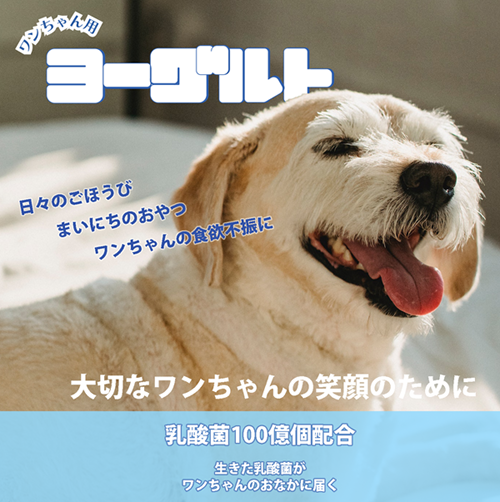 ワンちゃん用
ヨーグルト
日々のごほうび
まいにちのおやつ
ワンちゃんの食欲不振に
大切なワンちゃんの笑顔のために
乳酸菌100億個配合
生きた乳酸菌が
ワンちゃんのおなかに届く